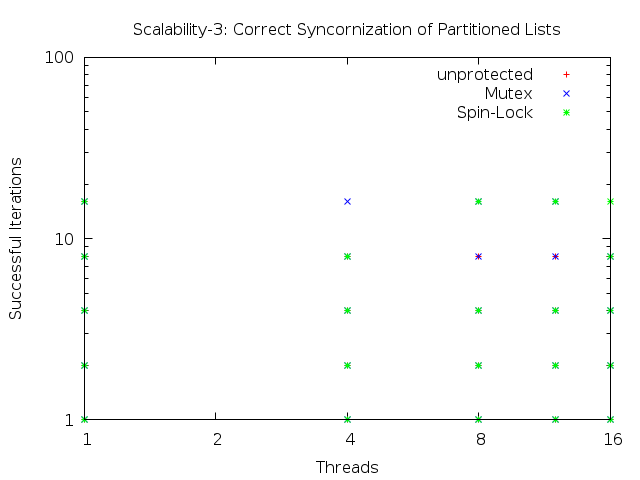 Scalability-3: Correct Syncornization of Partitioned Lists
unprotected
Mutex
Spin-Lock
Successful Iterations
100
10
1
1 2 4 8 16
Threads